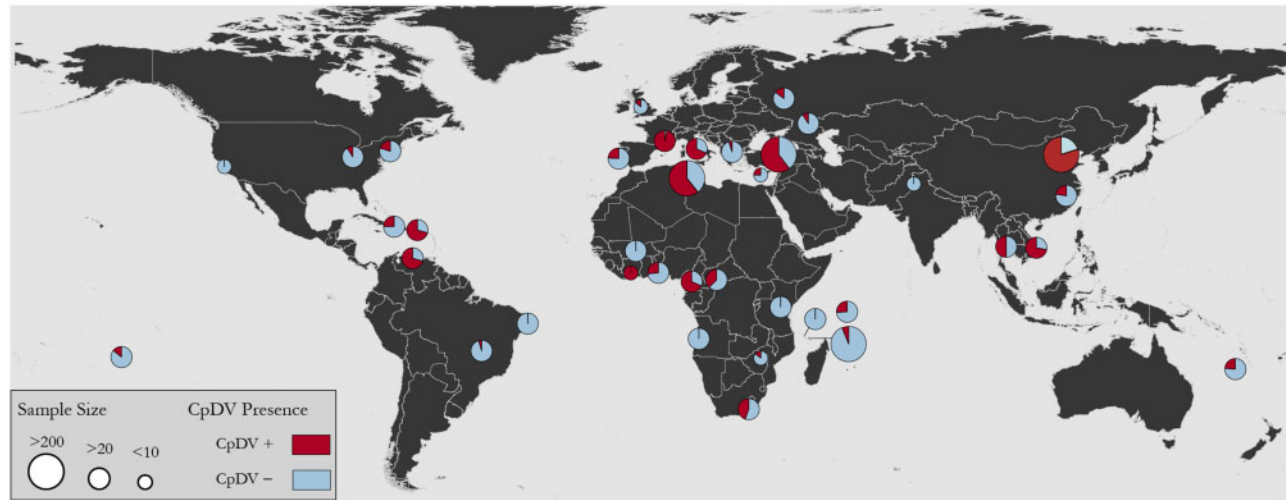 Sample Size
CpDV Presence
>200
>20
<10
CpDV +
CpDV –